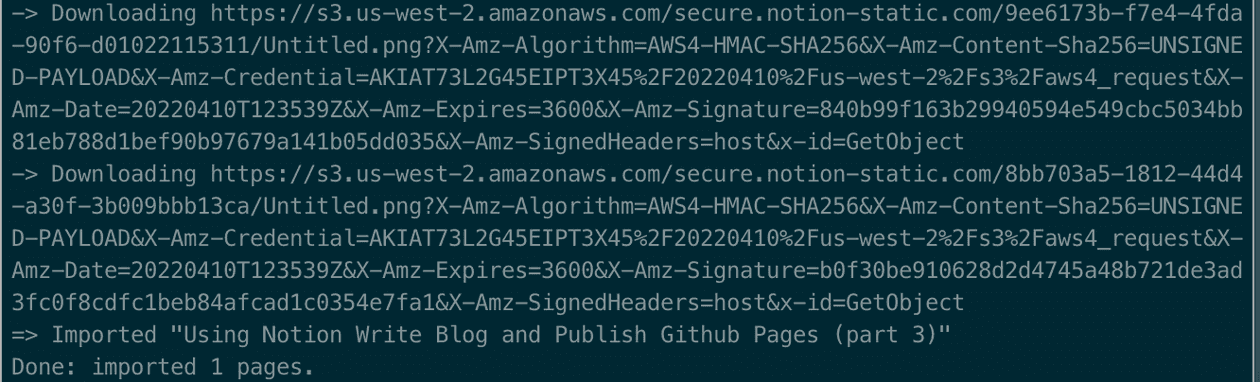 -> Downloading https://s3.us-west-2.amazonaws.com/secure.notion-static.com/9ee6173b-f7e4-4fda
-90f6-d01022115311/Untitled.png?X-Amz-Algorithm=AWS4-HMAC-SHA256&X-Amz-Content-Sha256=UNSIGNE
D-PAYLOAD&X-Amz-Credential=AKIAT73L2G45EIPT3X45%2F20220410%2Fus-west-2%2Fs3%2Faws4_request&X-
Amz-Date=20220410T123539Z&X-Amz-Expires=3600&X-Amz-Signature=840b99f163b29940594e549cbc5034bb
81eb788d1bef90b97679a141b05dd035&X-Amz-SignedHeaders=host&x-id=GetObject
-> Downloading https://s3.us-west-2.amazonaws.com/secure.notion-static.com/8bb703a5-1812-44d4
-a30f-3b009bbb13ca/Untitled.png?X-Amz-Algorithm=AWS4-HMAC-SHA256&X-Amz-Content-Sha256=UNSIGNE
D-PAYLOAD&X-Amz-Credential=AKIAT73L2G45EIPT3X45%2F20220410%2Fus-west-2%2Fs3%2Faws4_request&X-
Amz-Date=20220410T123539Z&X-Amz-Expires=3600&X-Amz-Signature=b0f30be910628d2d4745a48b721de3ad
3fc0f8cdfc1beb84afcad1c0354e7fa1&X-Amz-SignedHeaders=host&x-id=GetObject
=> Imported "Using Notion Write Blog and Publish Github Pages (part 3)"
Done: imported 1 pages.